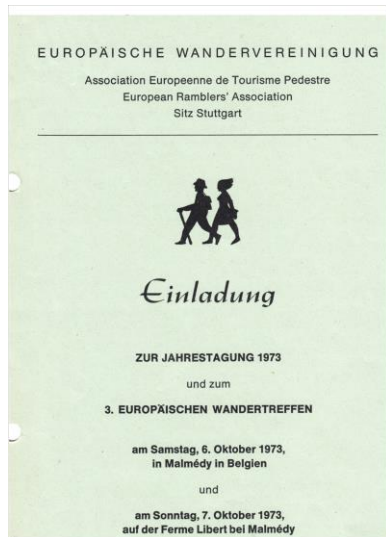 EUROPÄISCHE WANDERVEREINIGUNG
Association Europeenne de Tourisme Pedestre
European Ramblers' Association
Sitz Stuttgart
Einladung
ZUR JAHRESTAGUNG 1973
und zum
3. EUROPÄISCHEN WANDERTREFFEN
am Samstag, 6. Oktober 1973,
in Malmédy in Belgien
und
am Sonntag, 7. Oktober 1973,
auf der Ferme Libert bei Malmédy